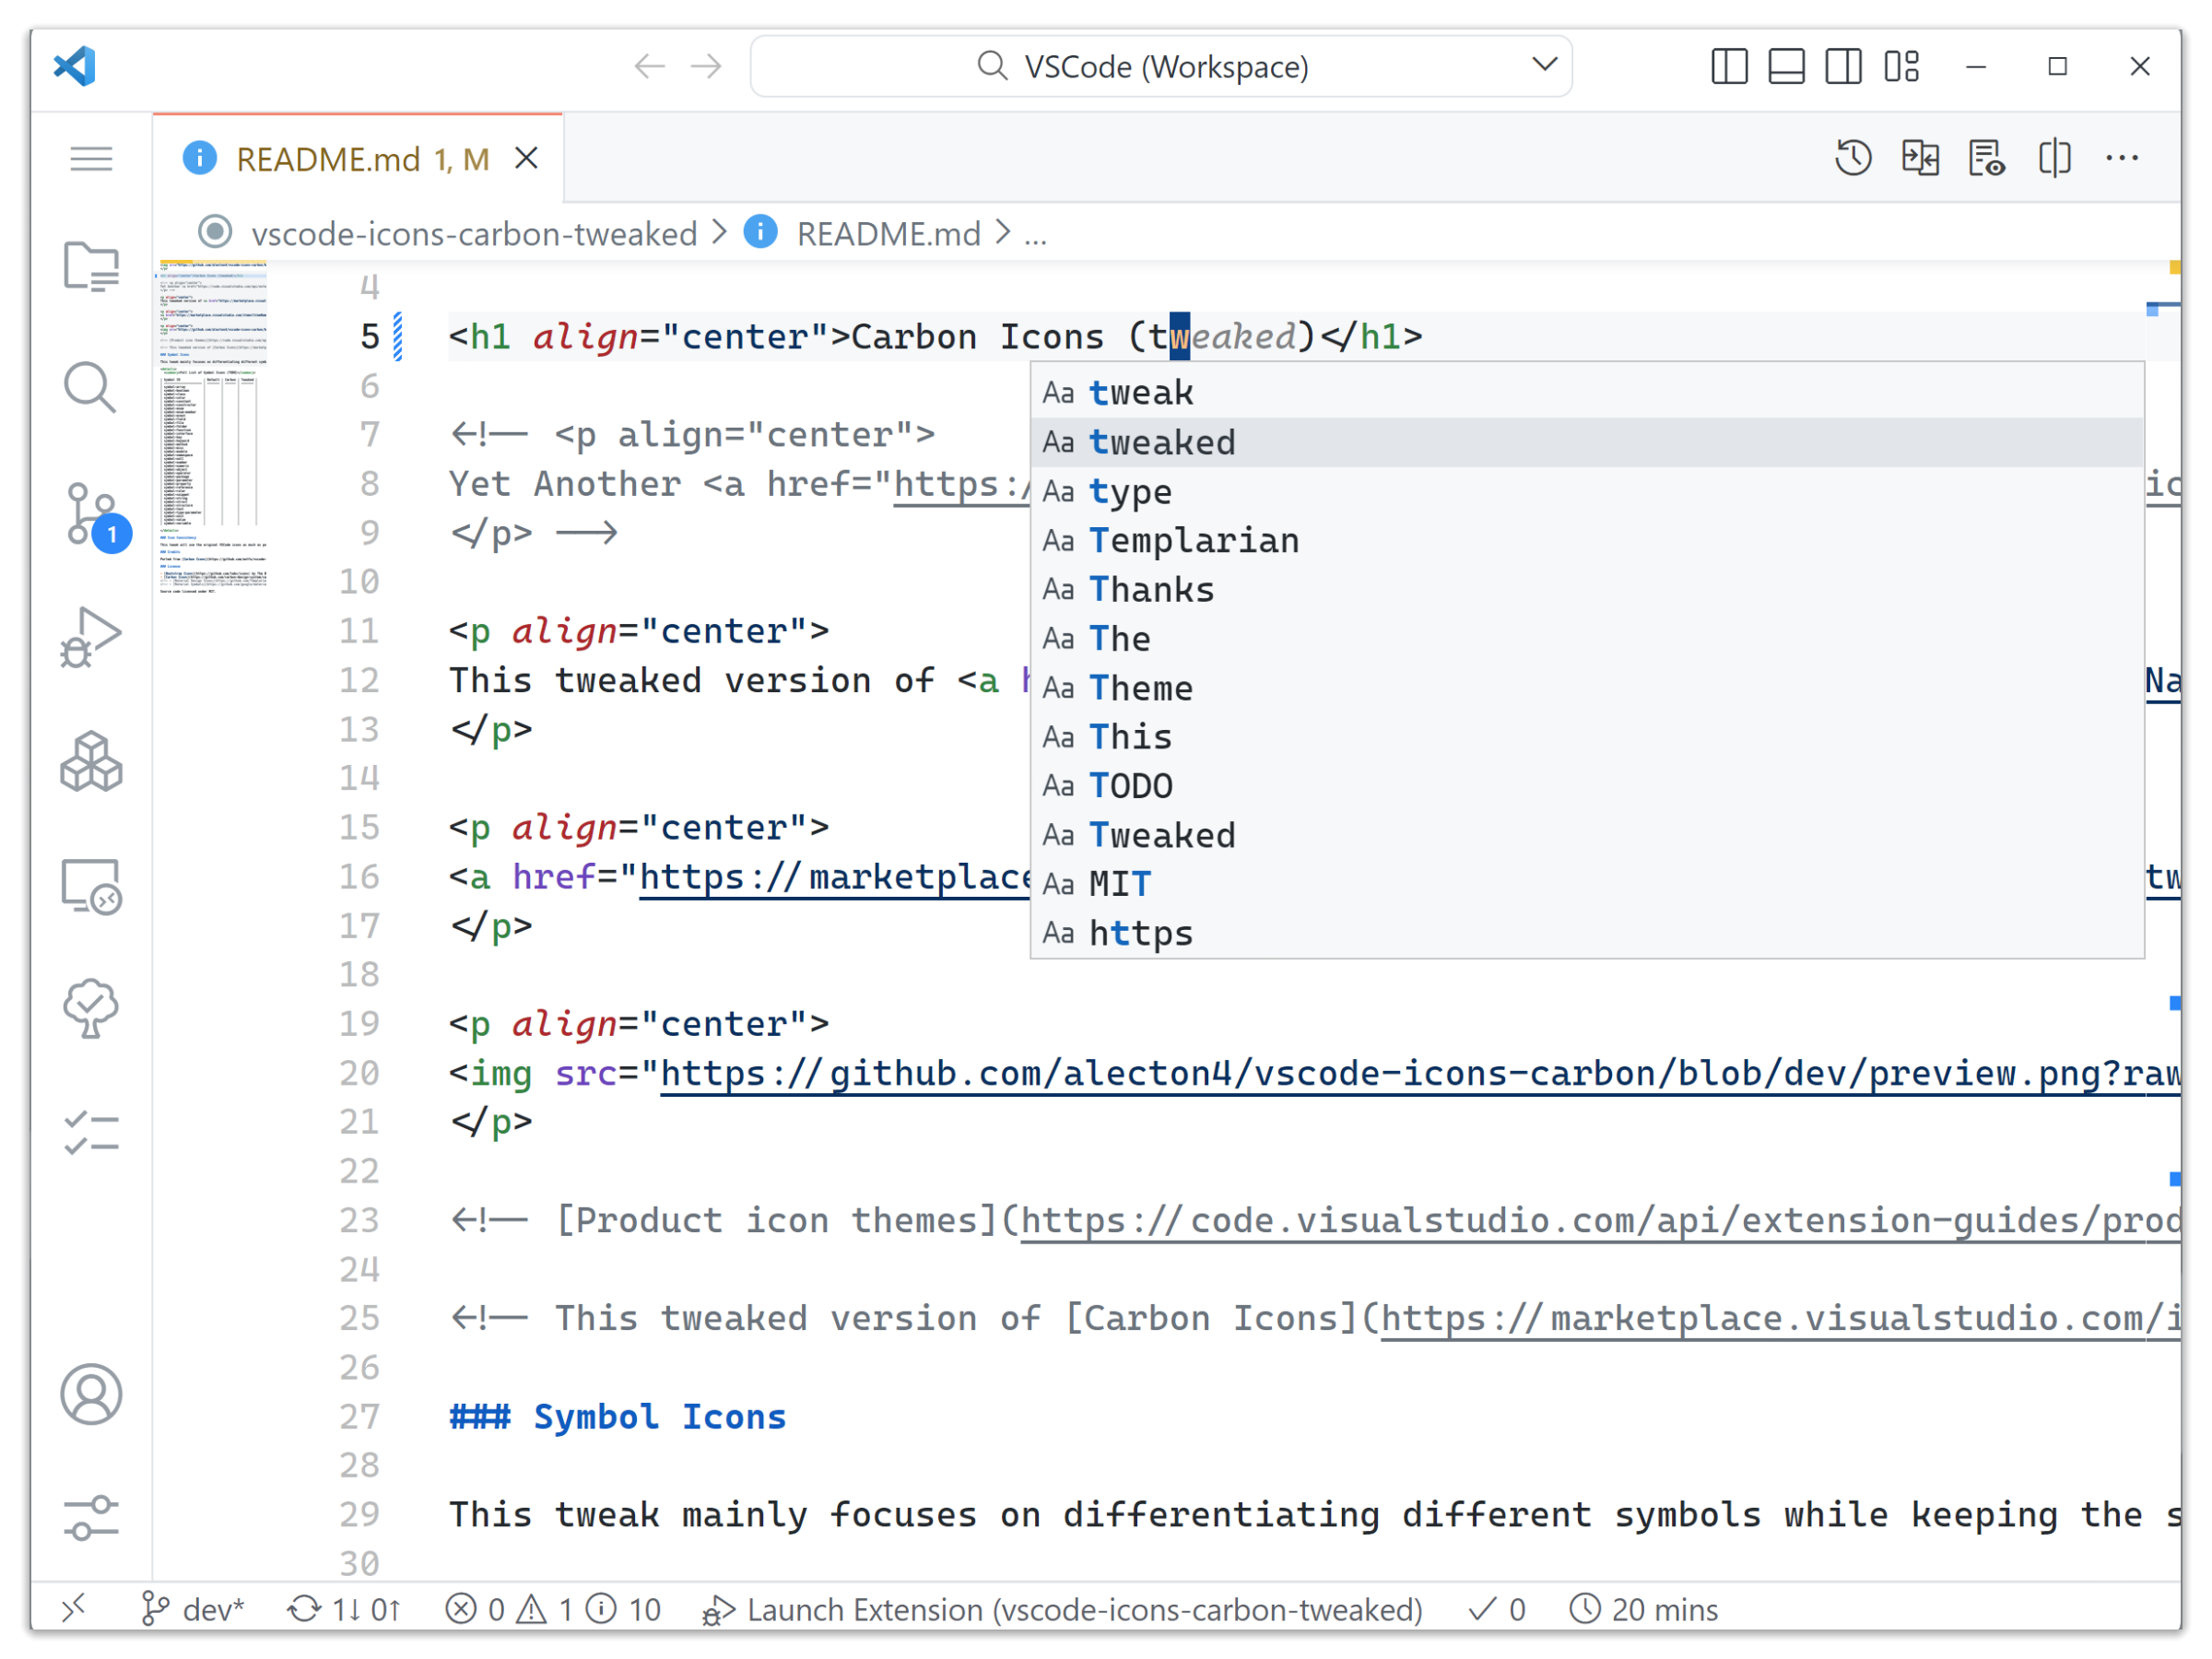 VSCode (Workspace)
README.md 1, M
vscode-icons-carbon-tweaked > README.md > ...
4
5 <h1 align="center">Carbon Icons (tweaked)</h1>
6
7 <!-- <p align="center">
8 Yet Another <a href="https:/
9 </p> -->
10
11 <p align="center">
12 This tweaked version of <a h
13 </p>
14
15 <p align="center">
16 <a href="https://marketplace
17 </p>
18
19 <p align="center">
20 <img src="https://github.com/alecton4/vscode-icons-carbon/blob/dev/preview.png?raw
21 </p>
22
23 <!-- [Product icon themes](https://code.visualstudio.com/api/extension-guides/prod
24
25 <!-- This tweaked version of [Carbon Icons](https://marketplace.visualstudio.com/i
26
27 ### Symbol Icons
28
29 This tweak mainly focuses on differentiating different symbols while keeping the s
30
Aa tweak
Aa tweaked
Aa type
Aa Templarian
Aa Thanks
Aa The
Aa Theme
Aa This
Aa TODO
Aa Tweaked
Aa MIT
Aa https
ic
Na
tw
1
dev* 1↓ 0↑ 0 1 10 Launch Extension (vscode-icons-carbon-tweaked) 0 20 mins